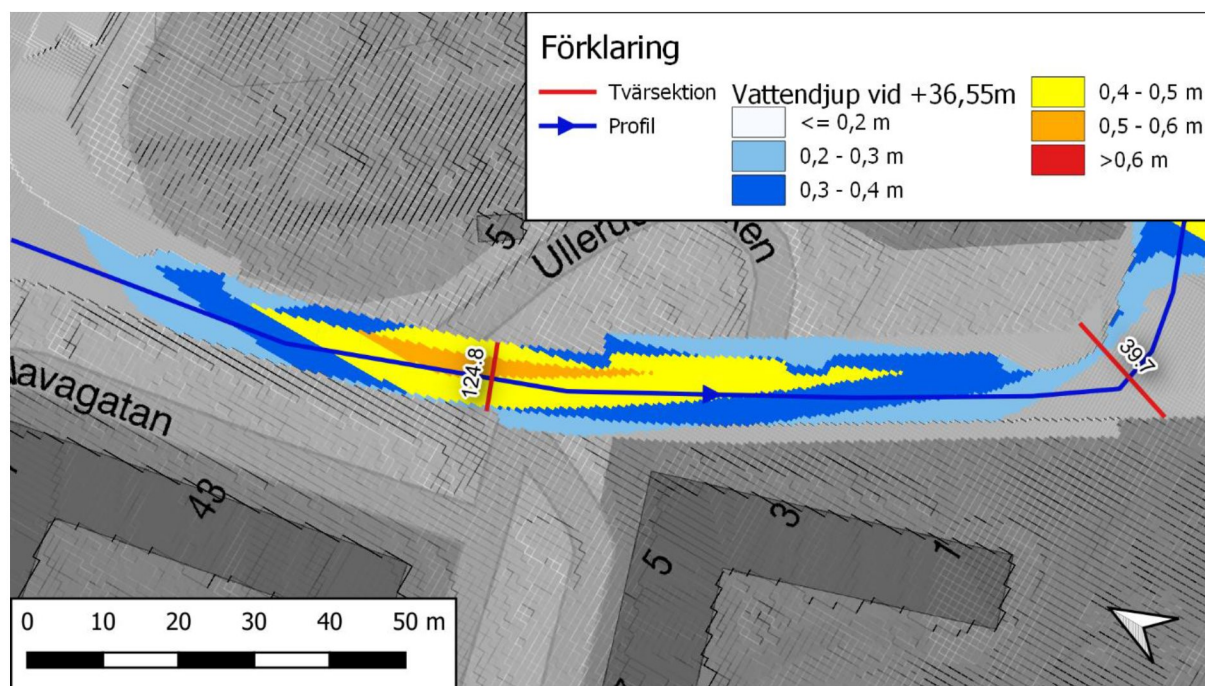 Förklaring
Tvärsektion
Profil
Vattendjup vid +36,55m
<= 0,2 m
0,2 - 0,3 m
0,3 - 0,4 m
0,4 - 0,5 m
0,5 - 0,6 m
>0,6 m
5
39.7
124.8
43
3
1
5
0 10 20 30 40 50 m